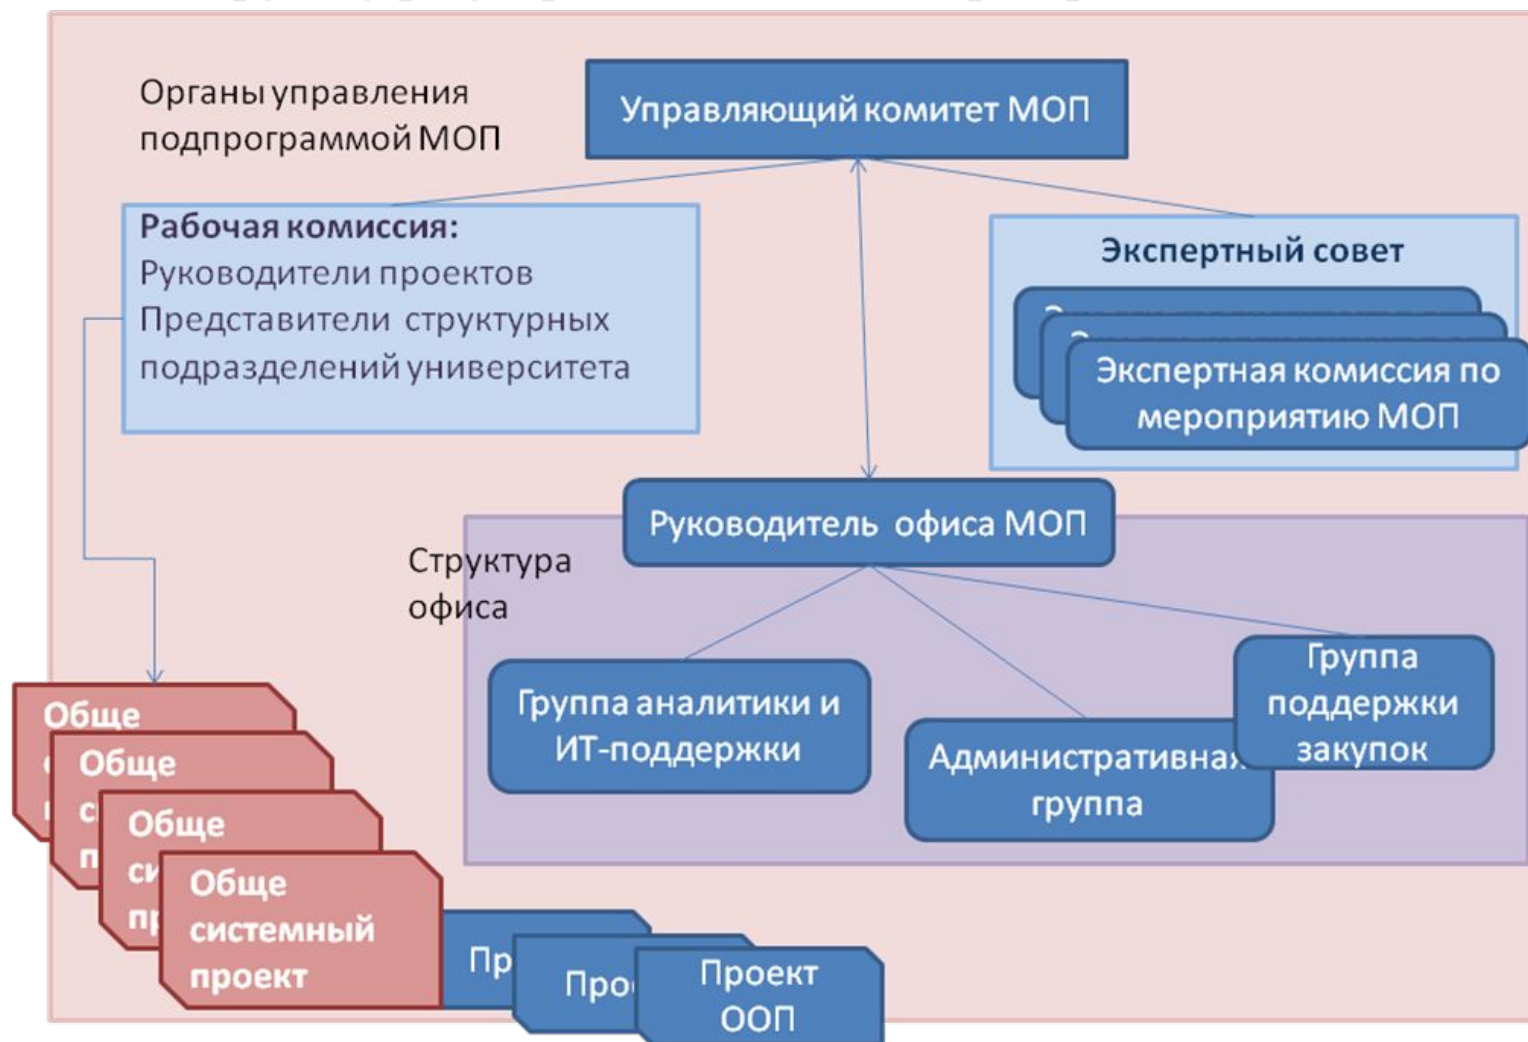 Органы управления
подпрограммой МОП
Управляющий комитет МОП
Рабочая комиссия:
Руководители проектов
Представители структурных
подразделений университета
Экспертный совет
Экспертная комиссия по
мероприятию МОП
Руководитель офиса МОП
Структура
офиса
Группа аналитики и
ИТ-поддержки
Административная
группа
Группа
поддержки
закупок
Обще
Обще
Обще
Обще
системный
проект
Проект
ООП